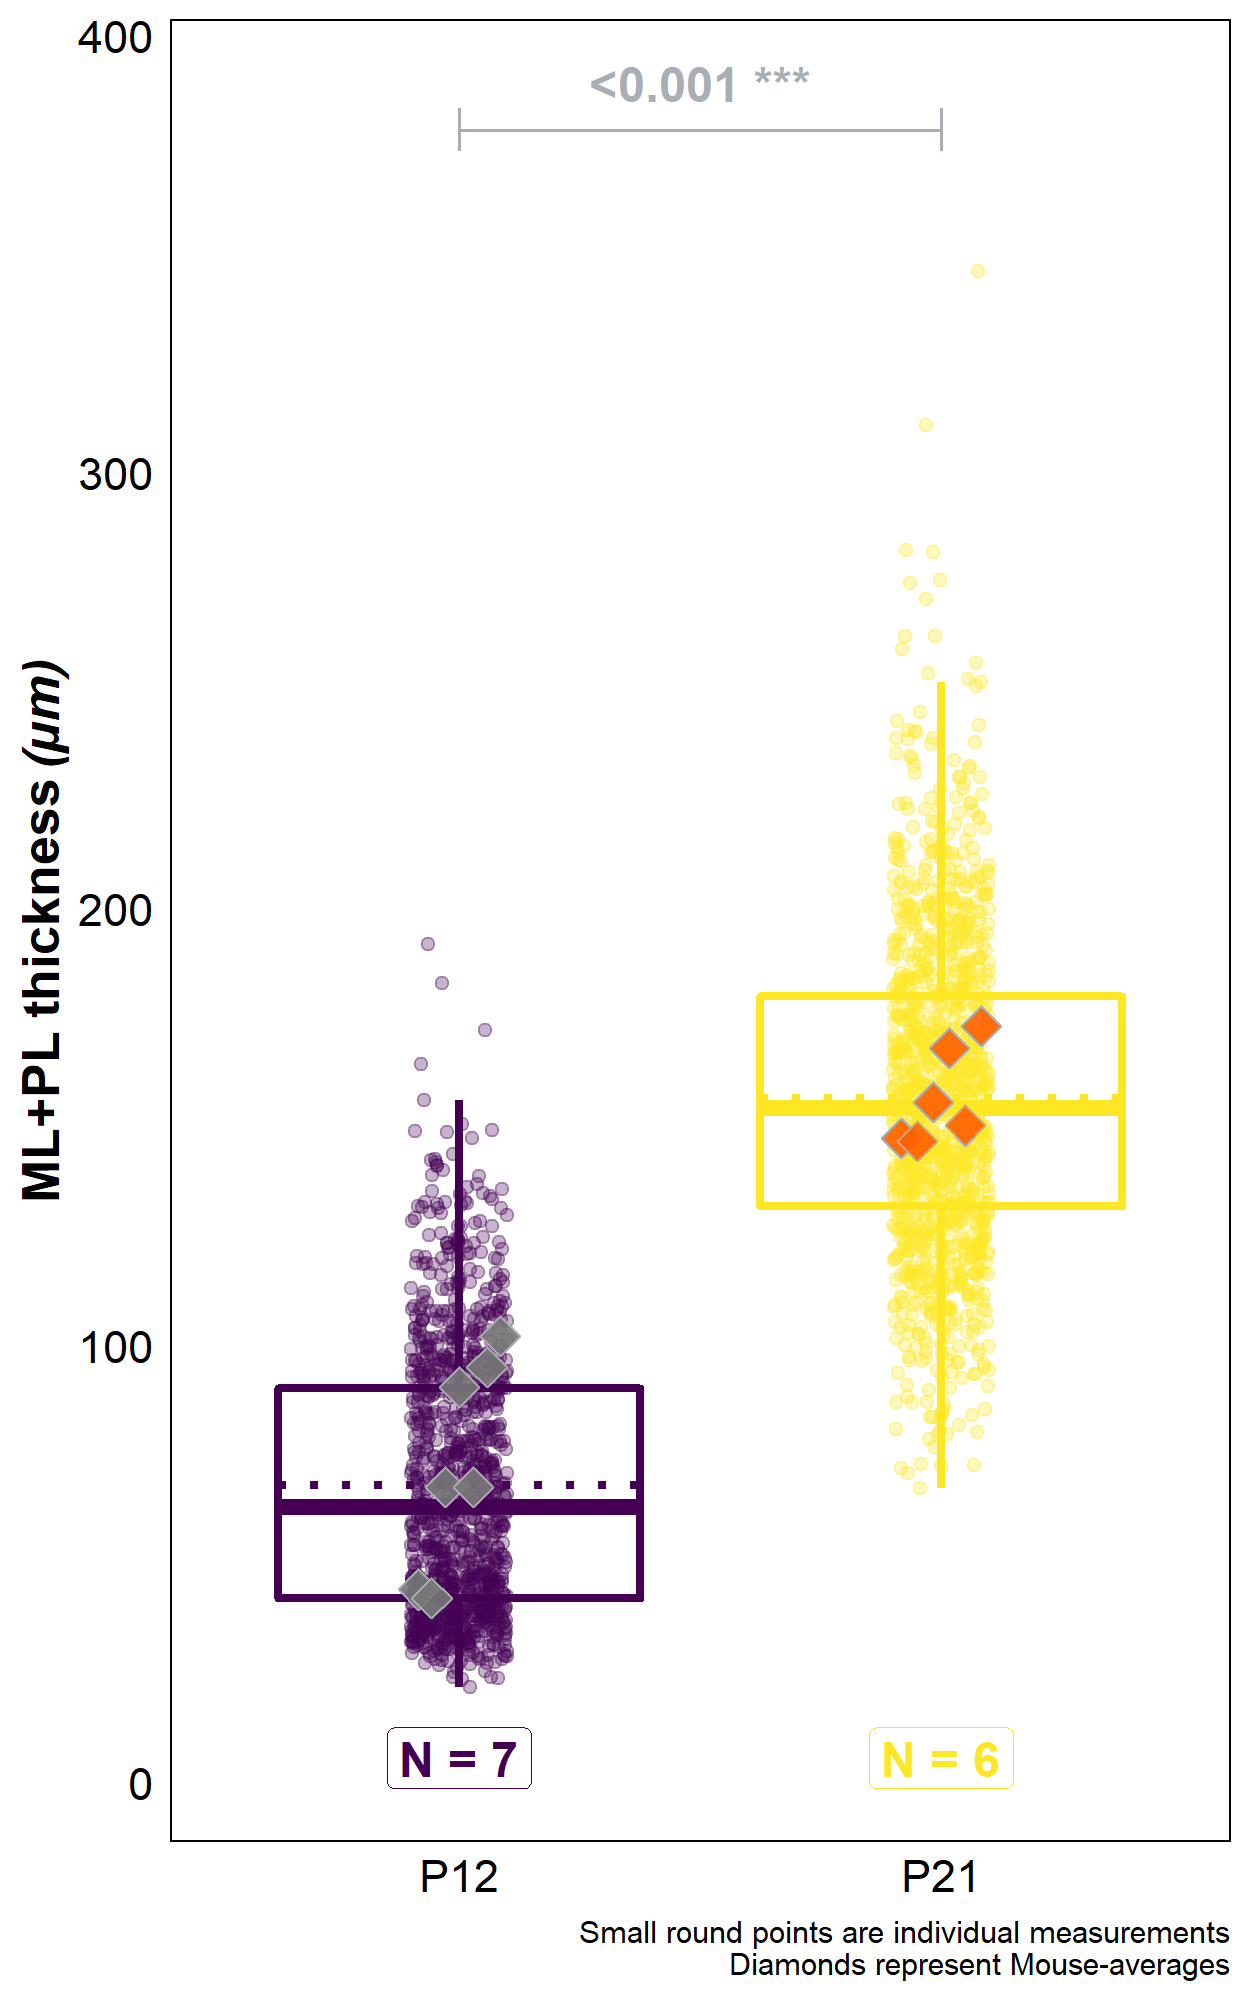 400
<0.001 ***
300
200
100
0
ML+PL thickness (µm)
N = 7
N = 6
P12
P21
Small round points are individual measurements
Diamonds represent Mouse-averages